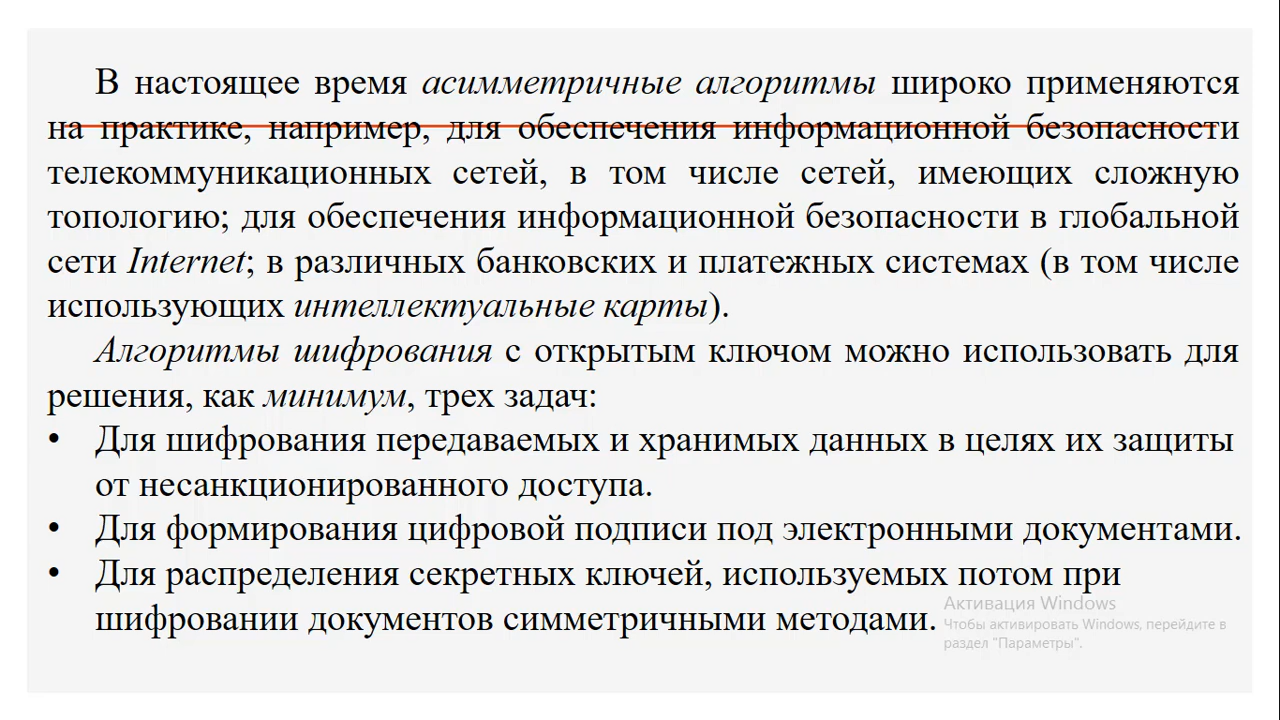 В настоящее время асимметричные алгоритмы широко применяются
на практике, например, для обеспечения информационной безопасности
телекоммуникационных сетей, в том числе сетей, имеющих сложную
топологию; для обеспечения информационной безопасности в глобальной
сети Internet; в различных банковских и платежных системах (в том числе
использующих интеллектуальные карты).
Алгоритмы шифрования с открытым ключом можно использовать для
решения, как минимум, трех задач:
• Для шифрования передаваемых и хранимых данных в целях их защиты
от несанкционированного доступа.
• Для формирования цифровой подписи под электронными документами.
• Для распределения секретных ключей, используемых потом при
шифровании документов симметричными методами.
Активация Windows
Чтобы активировать Windows, перейдите в
раздел "Параметры".